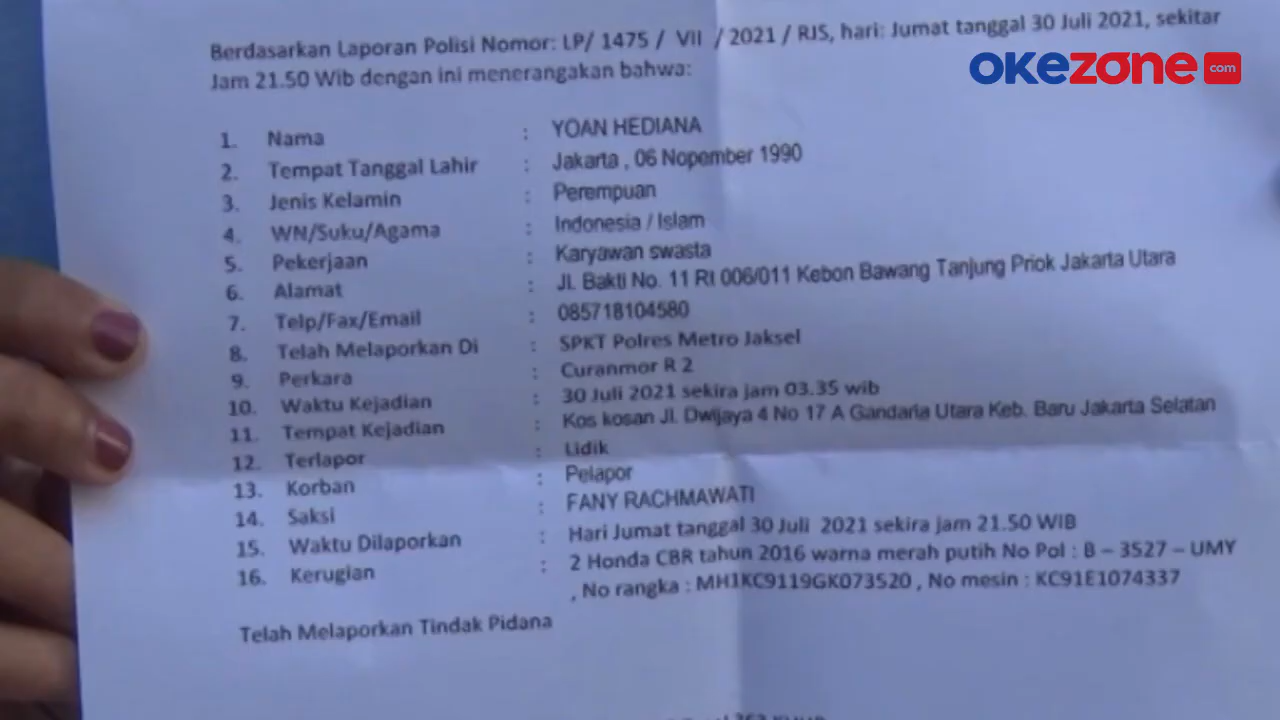 Berdasarkan Laporan Polisi Nomor: LP/ 1475 / VII / 2021 / RJS, hari: Jumat tanggal 30 Juli 2021, sekitar
Jam 21.50 Wib dengan ini menerangakan bahwa:
okezone.com
1. Nama : YOAN HEDIANA
2. Tempat Tanggal Lahir : Jakarta , 06 Nopember 1990
3. Jenis Kelamin : Perempuan
4. WN/Suku/Agama : Indonesia / Islam
5. Pekerjaan : Karyawan swasta
6. Alamat : Jl. Bakti No. 11 Rt 006/011 Kebon Bawang Tanjung Priok Jakarta Utara
7. Telp/Fax/Email : 085718104580
8. Telah Melaporkan Di : SPKT Polres Metro Jaksel
9. Perkara : Curanmor R 2
10. Waktu Kejadian : 30 Juli 2021 sekira jam 03.35 wib
11. Tempat Kejadian : Kos kosan Jl. Dwijaya 4 No 17 A Gandaria Utara Keb. Baru Jakarta Selatan
12. Terlapor : Lidik
13. Korban : Pelapor
14. Saksi : FANY RACHMAWATI
15. Waktu Dilaporkan : Hari Jumat tanggal 30 Juli 2021 sekira jam 21.50 WIB
16. Kerugian : 2 Honda CBR tahun 2016 warna merah putih No Pol : B – 3527 – UMY
, No rangka : MH1KC9119GK073520 , No mesin : KC91E1074337
Telah Melaporkan Tindak Pidana